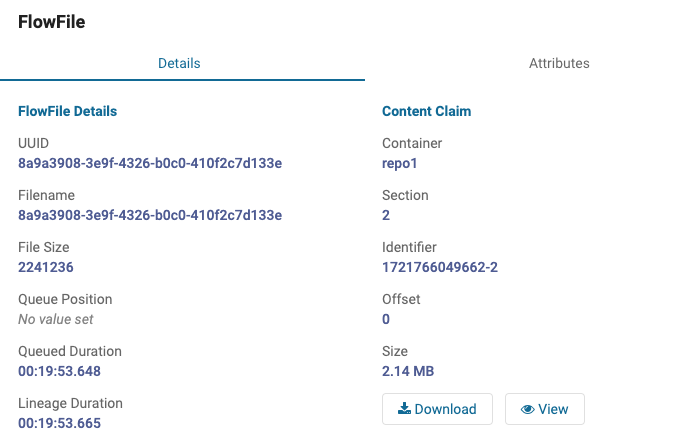 FlowFile
Details
Attributes
FlowFile Details
UUID
8a9a3908-3e9f-4326-b0c0-410f2c7d133e
Filename
8a9a3908-3e9f-4326-b0c0-410f2c7d133e
File Size
2241236
Queue Position
No value set
Queued Duration
00:19:53.648
Lineage Duration
00:19:53.665
Content Claim
Container
repo1
Section
2
Identifier
1721766049662-2
Offset
0
Size
2.14 MB
Download
View